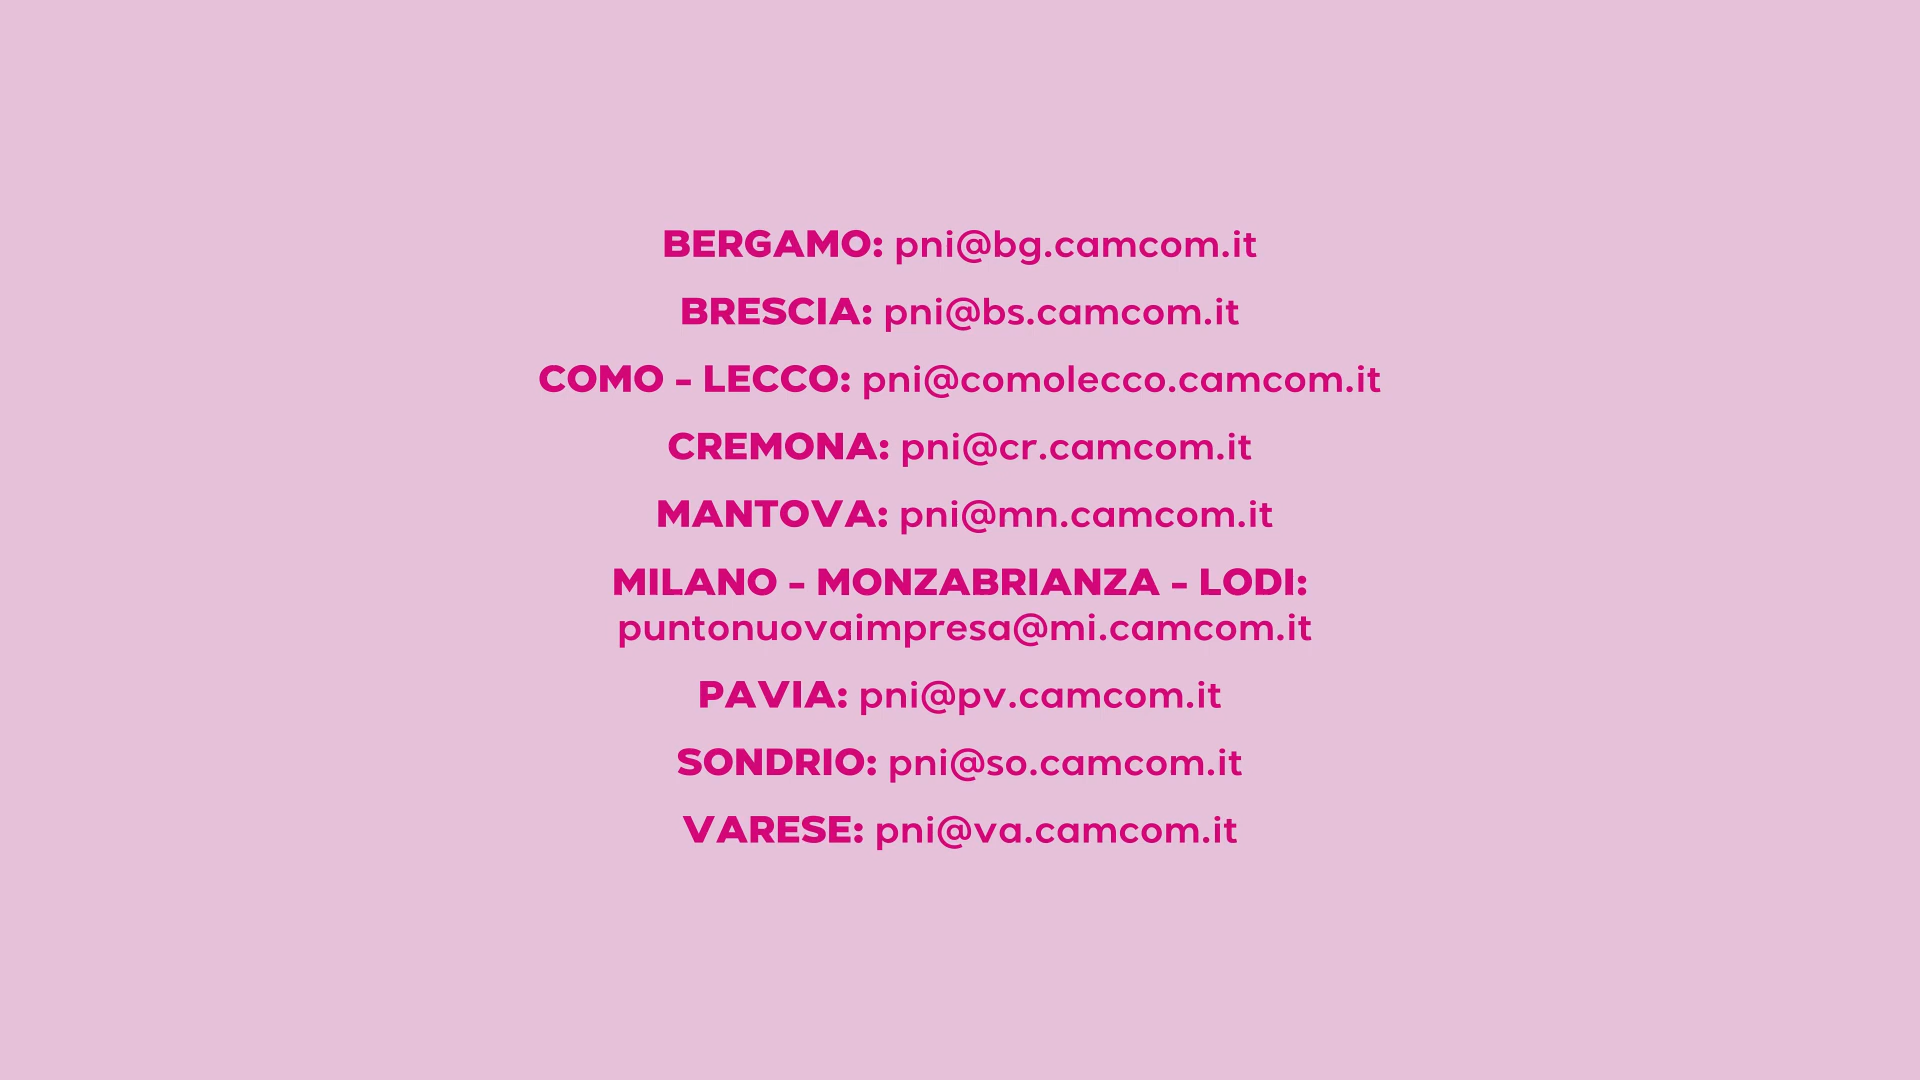 BERGAMO: pni@bg.camcom.it
BRESCIA: pni@bs.camcom.it
COMO - LECCO: pni@comolecco.camcom.it
CREMONA: pni@cr.camcom.it
MANTOVA: pni@mn.camcom.it
MILANO - MONZABRIANZA - LODI:
puntonuovaimpresa@mi.camcom.it
PAVIA: pni@pv.camcom.it
SONDRIO: pni@so.camcom.it
VARESE: pni@va.camcom.it